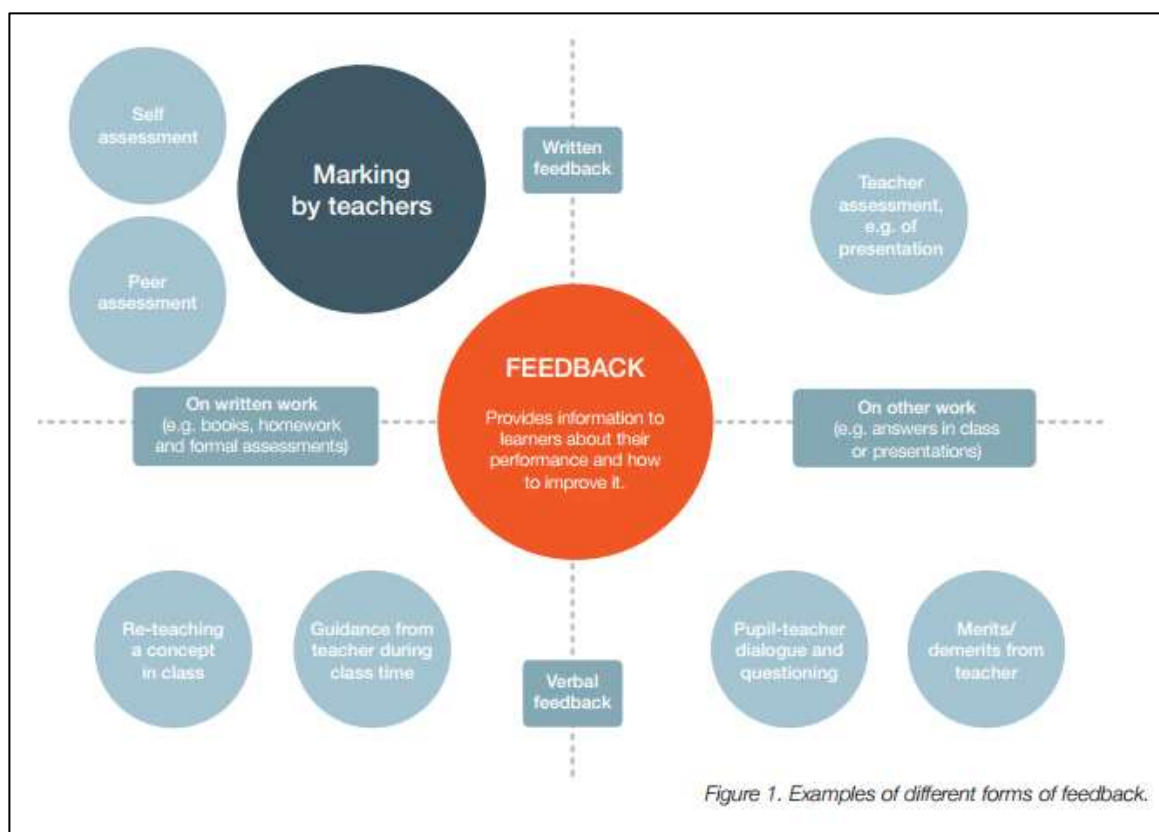 Self
assessment
Marking
by teachers
Written
feedback
Teacher
assessment,
e.g. of
presentation
Peer
assessment
FEEDBACK
Provides information to
learners about their
performance and how
to improve it.
On written work
(e.g. books, homework
and formal assessments)
On other work
(e.g. answers in class
or presentations)
Re-teaching
a concept
in class
Guidance from
teacher during
class time
Verbal
feedback
Pupil-teacher
dialogue and
questioning
Merits/
demerits from
teacher
Figure 1. Examples of different forms of feedback.